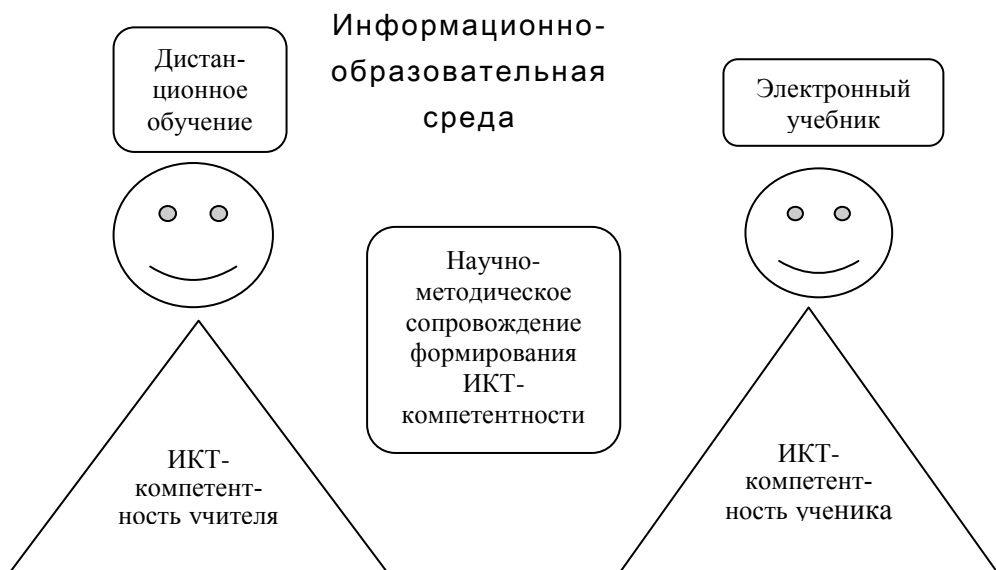 Информационно-
образовательная
среда
Дистан-
ционное
обучение
Электронный
учебник
Научно-
методическое
сопровождение
формирования
ИКТ-
компетентности
ИКТ-
компетент-
ность учителя
ИКТ-
компетент-
ность ученика